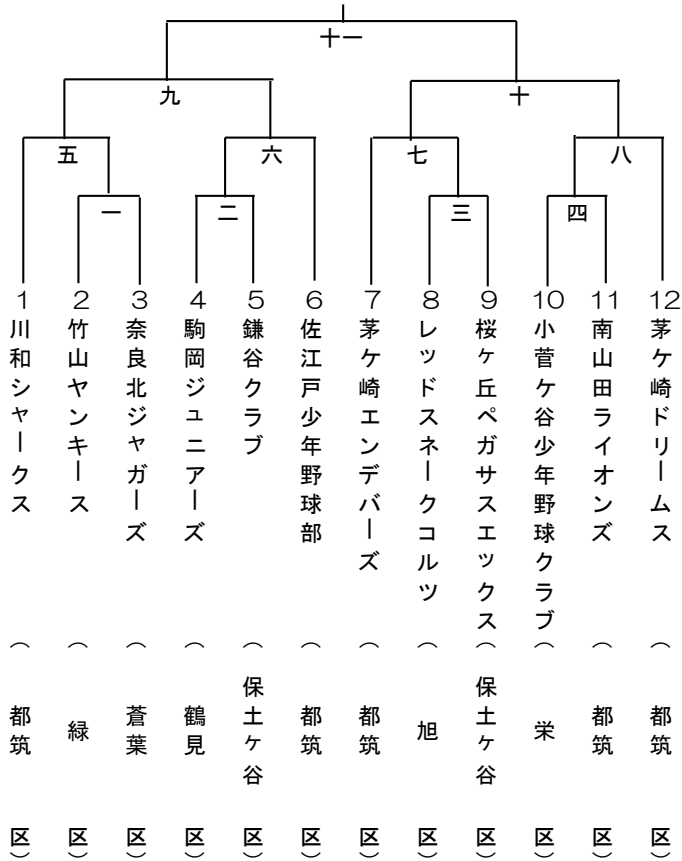 十一
九
十
五
六
七
八
一
二
三
四
1 川和シャークス（都筑区）
2 竹山ヤンキース（緑区）
3 奈良北ジャガーズ（蒼葉区）
4 駒岡ジュニアーズ（鶴見区）
5 鎌谷クラブ（保土ケ谷区）
6 佐江戸少年野球部（都筑区）
7 茅ケ崎エンデバーズ（都筑区）
8 レッドスネークコルツ（旭区）
9 桜ヶ丘ペガサスエックス（保土ケ谷区）
10 小菅ケ谷少年野球クラブ（栄区）
11 南山田ライオンズ（都筑区）
12 茅ケ崎ドリームス（都筑区）